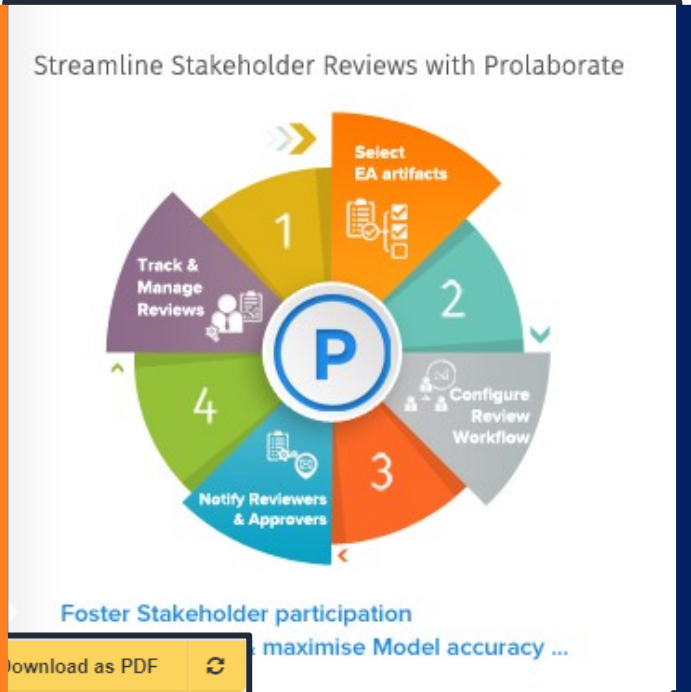 Streamline Stakeholder Reviews with Prolaborate
1
Select
EA artifacts
2
Configure
Review
Workflow
3
Notify Reviewers
& Approvers
4
Track &
Manage
Reviews
P
Foster Stakeholder participation
& maximise Model accuracy ...
Download as PDF